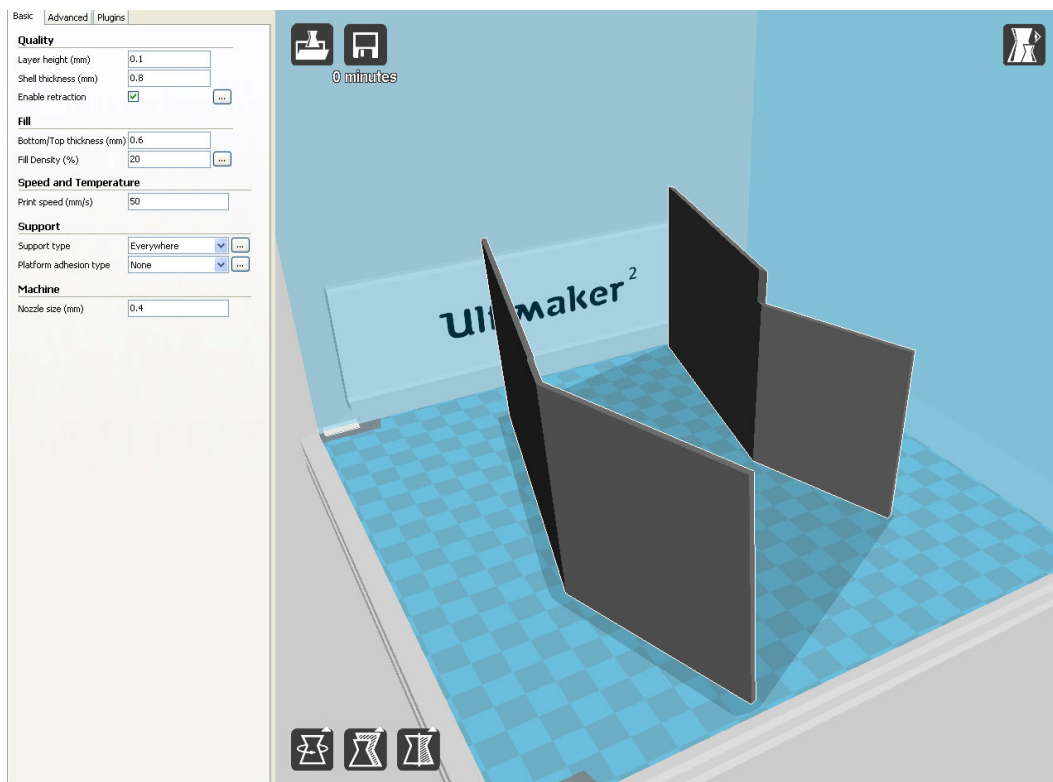 Basic Advanced Plugins
Quality
Layer height (mm) 0.1
Shell thickness (mm) 0.8
Enable retraction ...
Fill
Bottom/Top thickness (mm) 0.6
Fill Density (%) 20 ...
Speed and Temperature
Print speed (mm/s) 50
Support
Support type Everywhere ...
Platform adhesion type None ...
Machine
Nozzle size (mm) 0.4
0 minutes
Ultimaker²